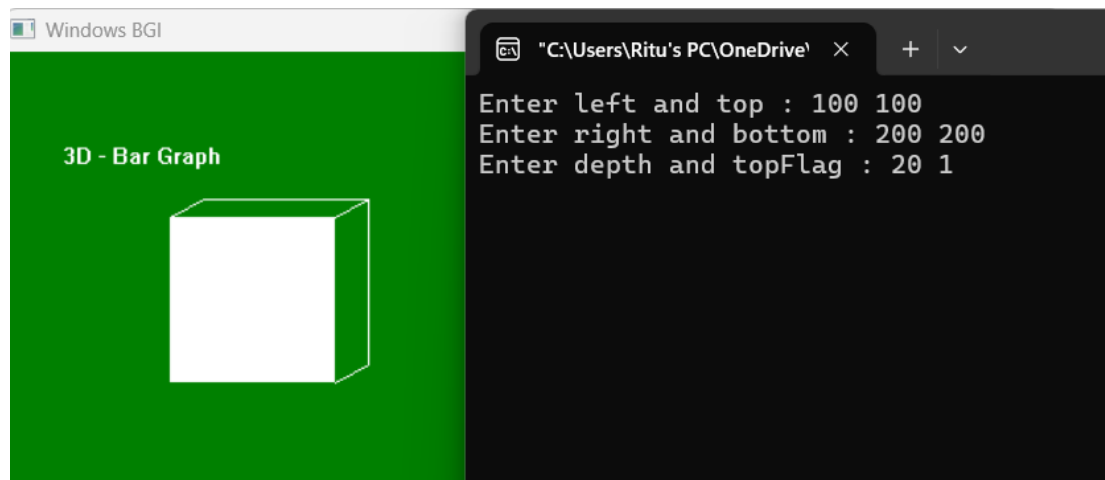 Windows BGI
3D - Bar Graph
"C:\Users\Ritu's PC\OneDrive\
Enter left and top : 100 100
Enter right and bottom : 200 200
Enter depth and topFlag : 20 1